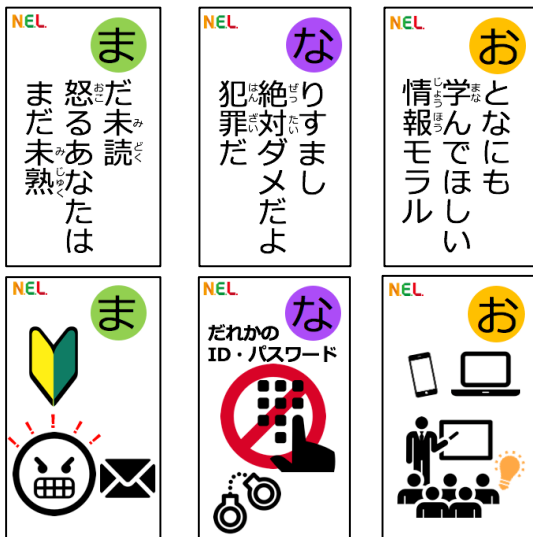 NEL.
ま
だ未読
怒るあなたは
まだ未熟
NEL.
な
りすまし
絶対ダメだよ
犯罪だ
NEL.
お
となにも
学んでほしい
情報モラル
NEL.
ま
NEL.
な
だれかの
ID・パスワード
NEL.
お